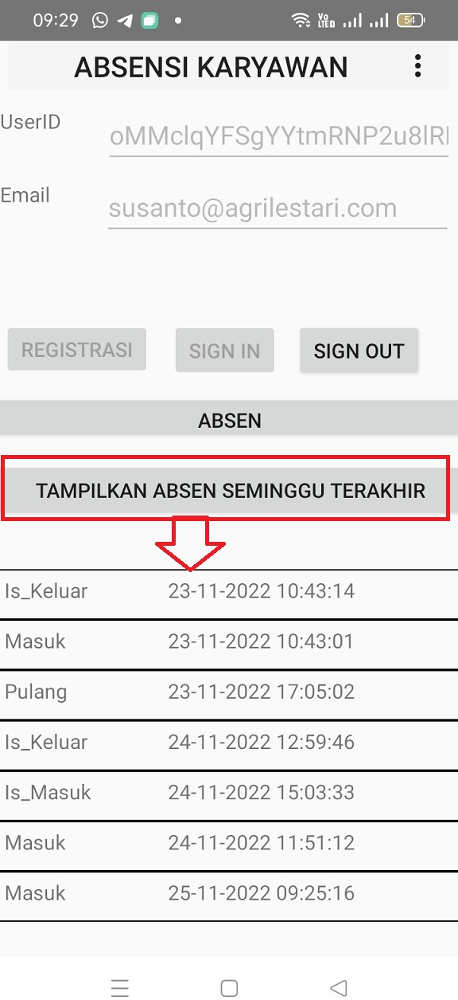 09:29 Vo LTE 54
ABSENSI KARYAWAN
UserID
Email susanto@agrilestari.com
REGISTRASI SIGN IN SIGN OUT
ABSEN
TAMPILKAN ABSEN SEMINGGU TERAKHIR
Is_Keluar 23-11-2022 10:43:14
Masuk 23-11-2022 10:43:01
Pulang 23-11-2022 17:05:02
Is_Keluar 24-11-2022 12:59:46
Is_Masuk 24-11-2022 15:03:33
Masuk 24-11-2022 11:51:12
Masuk 25-11-2022 09:25:16